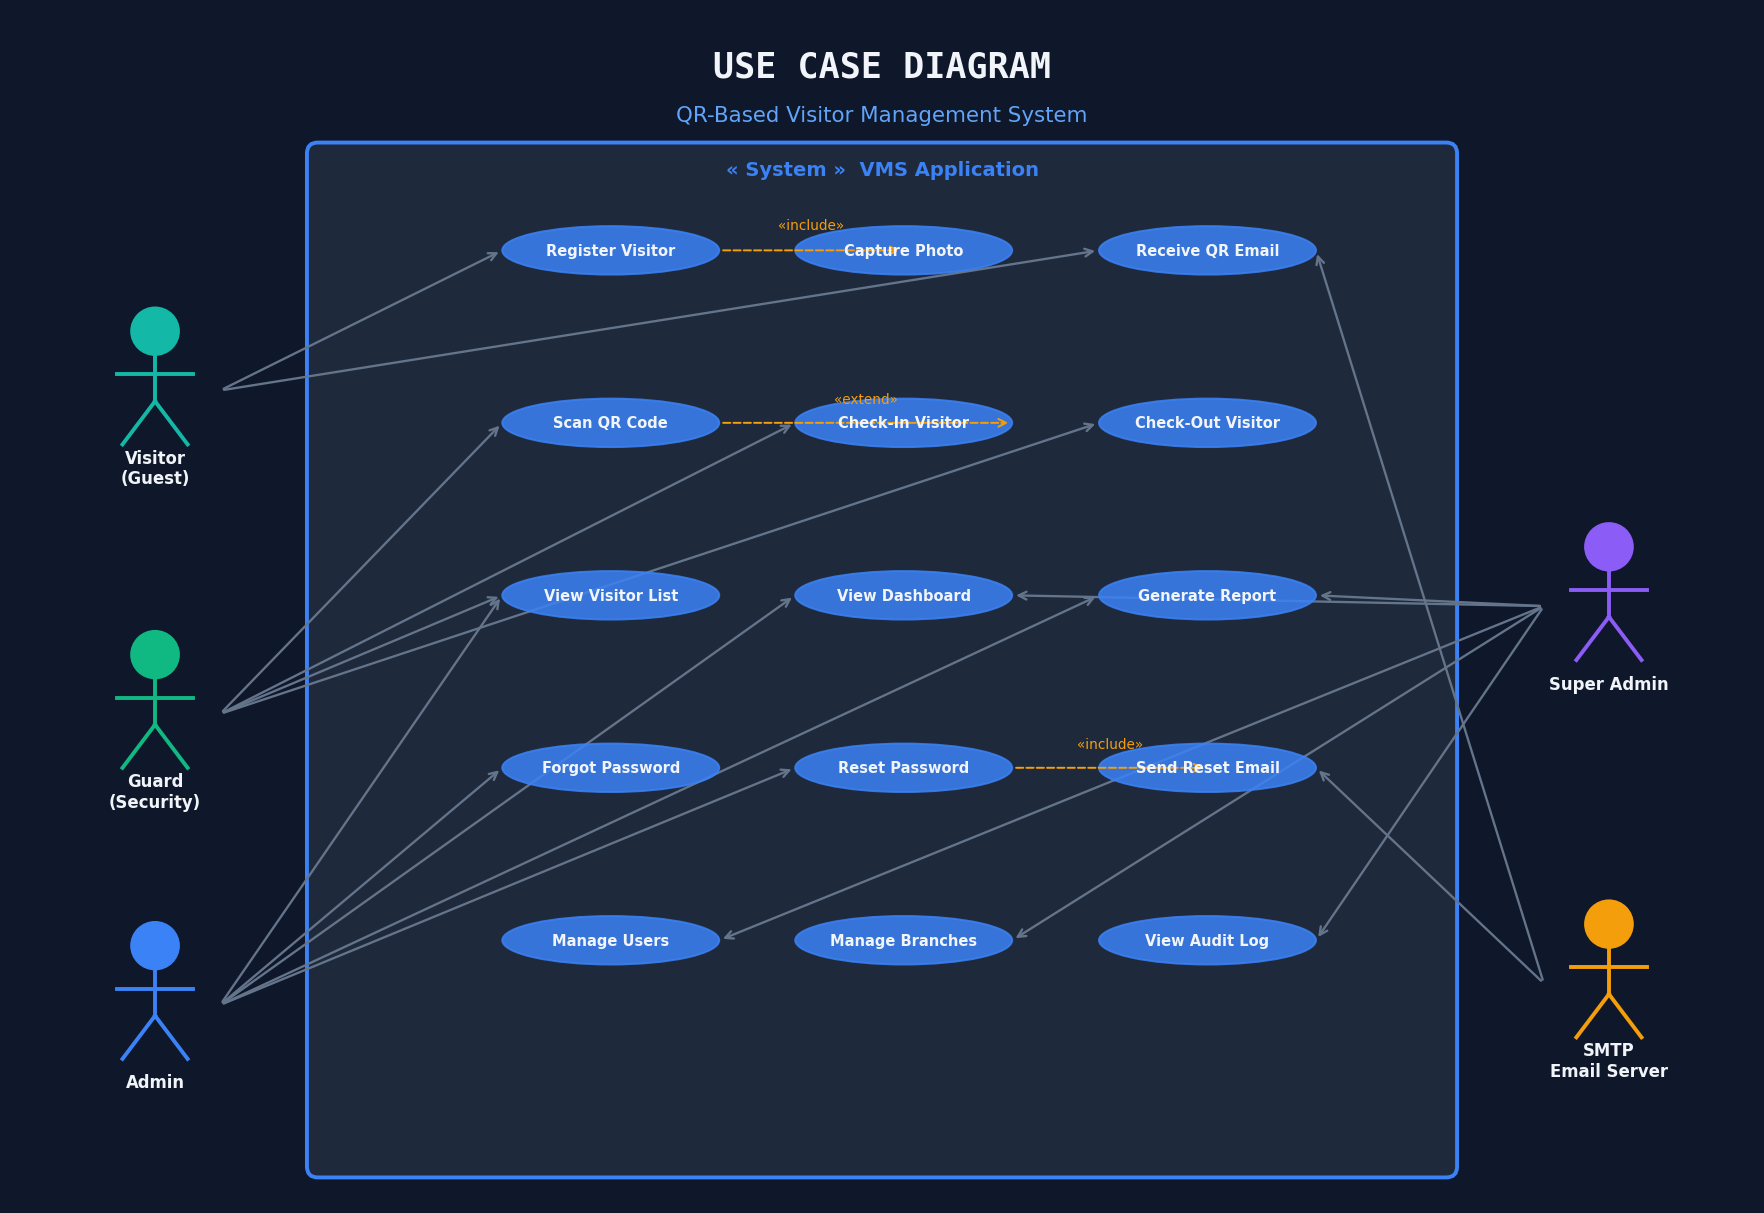 USE CASE DIAGRAM
QR-Based Visitor Management System
« System »  VMS Application
«include»
Register Visitor
Capture Photo
Receive QR Email
«extend»
Scan QR Code
Check-In Visitor
Check-Out Visitor
Visitor
(Guest)
View Visitor List
View Dashboard
Generate Report
Super Admin
«include»
Forgot Password
Reset Password
Send Reset Email
Guard
(Security)
Manage Users
Manage Branches
View Audit Log
SMTP
Email Server
Admin